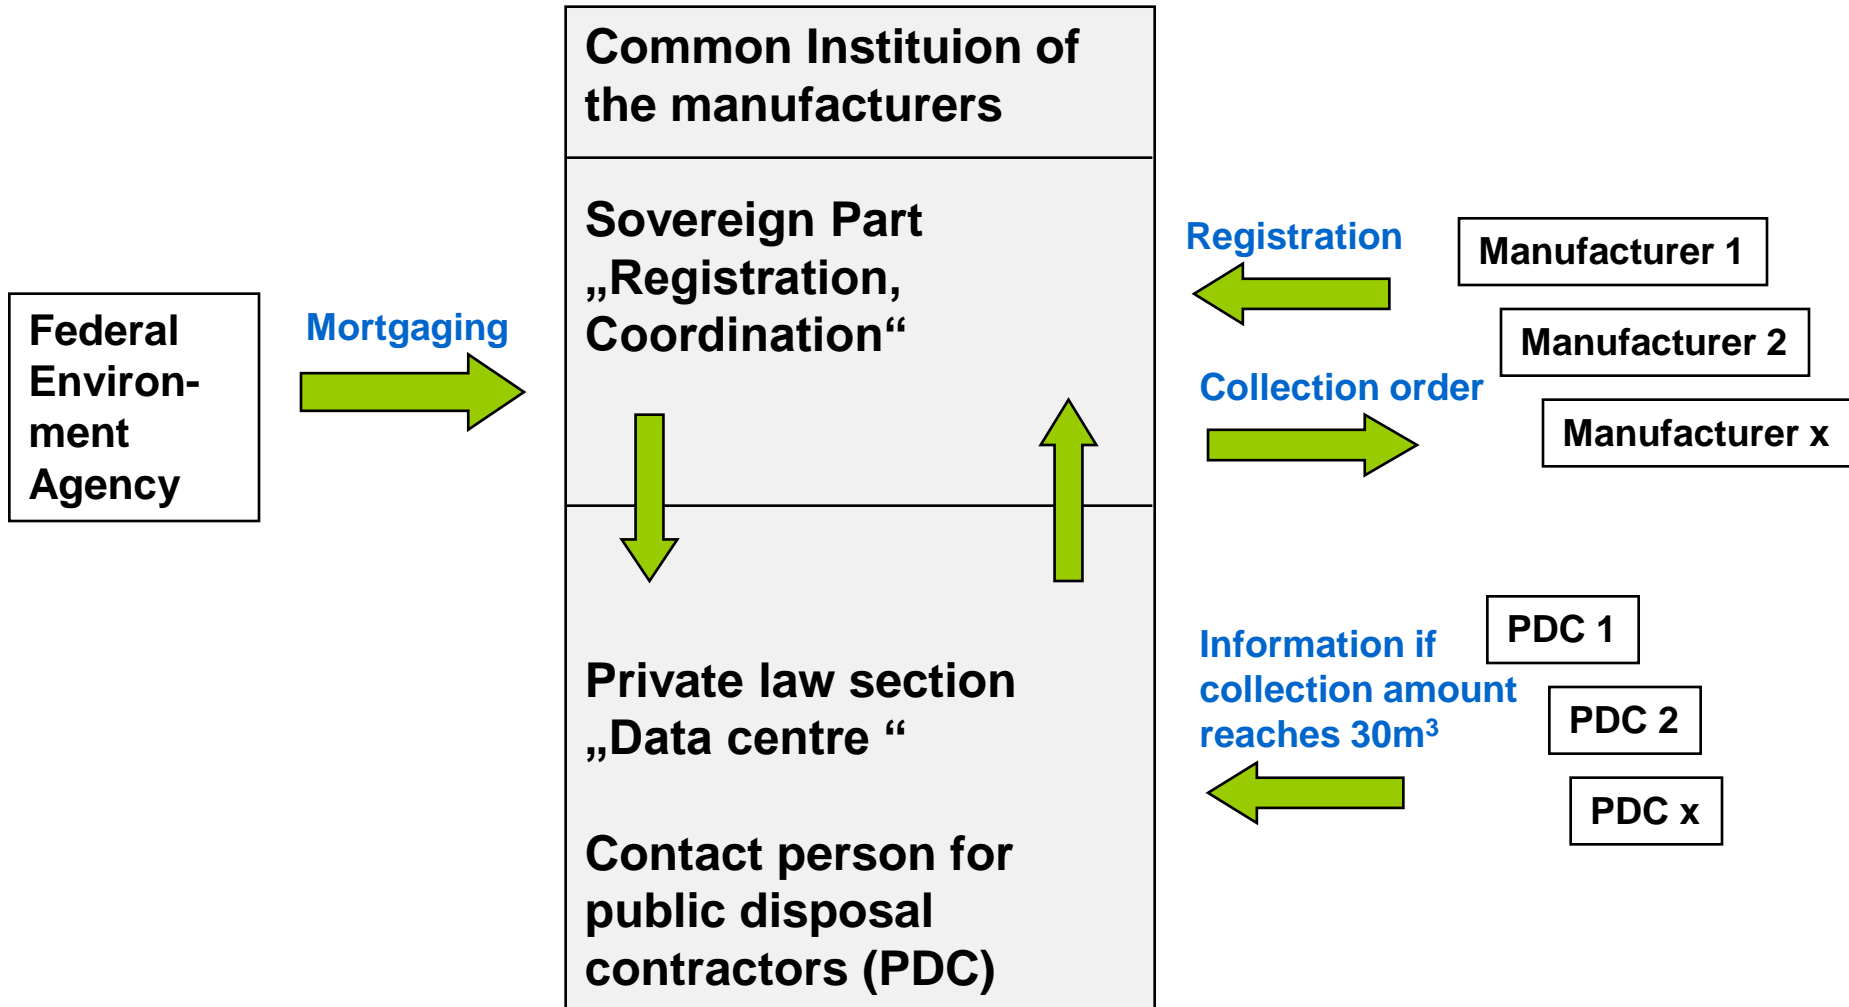 Common Instituion of
the manufacturers
Sovereign Part
„Registration,
Coordination“
Federal
Environ-
ment
Agency
Mortgaging
Registration
Manufacturer 1
Manufacturer 2
Collection order
Manufacturer x
Private law section
„Data centre “
Contact person for
public disposal
contractors (PDC)
Information if
collection amount
reaches 30m³
PDC 1
PDC 2
PDC x